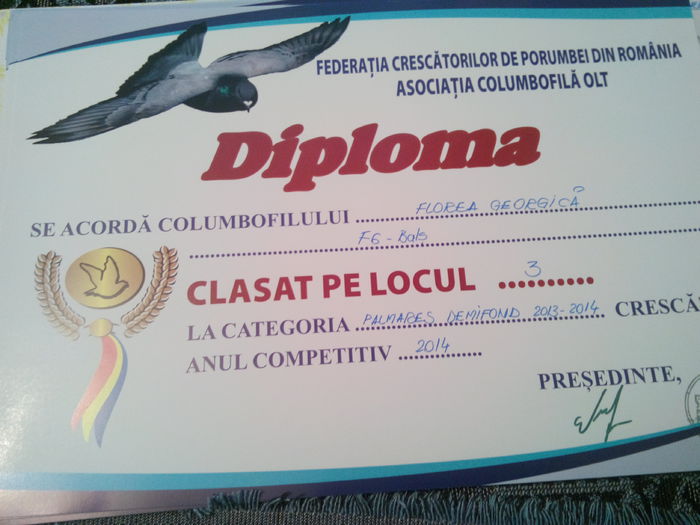 FEDERAȚIA CRESCĂTORILOR DE PORUMBEI DIN ROMÂNIA
ASOCIAȚIA COLUMBOFILĂ OLT
Diploma
SE ACORDĂ COLUMBOFILULUI FLOREA GEORGICĂ
F6 - Bals
CLASAT PE LOCUL 3
LA CATEGORIA PALMARES DEMIFOND 2013-2014 CRESCĂ
ANUL COMPETITIV 2014
PREȘEDINTE,